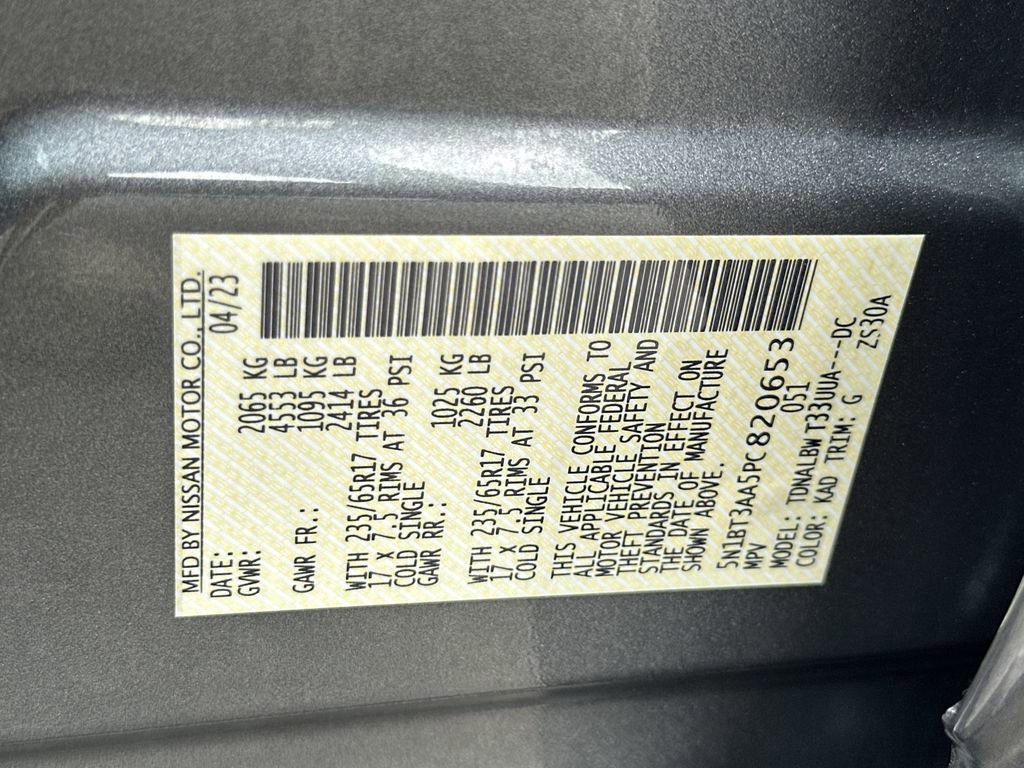 MFD BY NISSAN MOTOR CO., LTD.
DATE: 04/23
GVWR: 2065 KG
4553 LB
GAWR FR.: 1095 KG
2414 LB
WITH 235/65R17 TIRES
17 X 7.5 RIMS AT 36 PSI
COLD SINGLE
GAWR RR.: 1025 KG
2260 LB
WITH 235/65R17 TIRES
17 X 7.5 RIMS AT 33 PSI
COLD SINGLE
THIS VEHICLE CONFORMS TO
ALL APPLICABLE FEDERAL
MOTOR VEHICLE SAFETY AND
THEFT PREVENTION
STANDARDS IN EFFECT ON
THE DATE OF MANUFACTURE
SHOWN ABOVE.
5N1BT3AA5PC820653
MPV 051
MODEL: TDNALBW T33UUA---DC
COLOR: KAD TRIM: G ZS30A